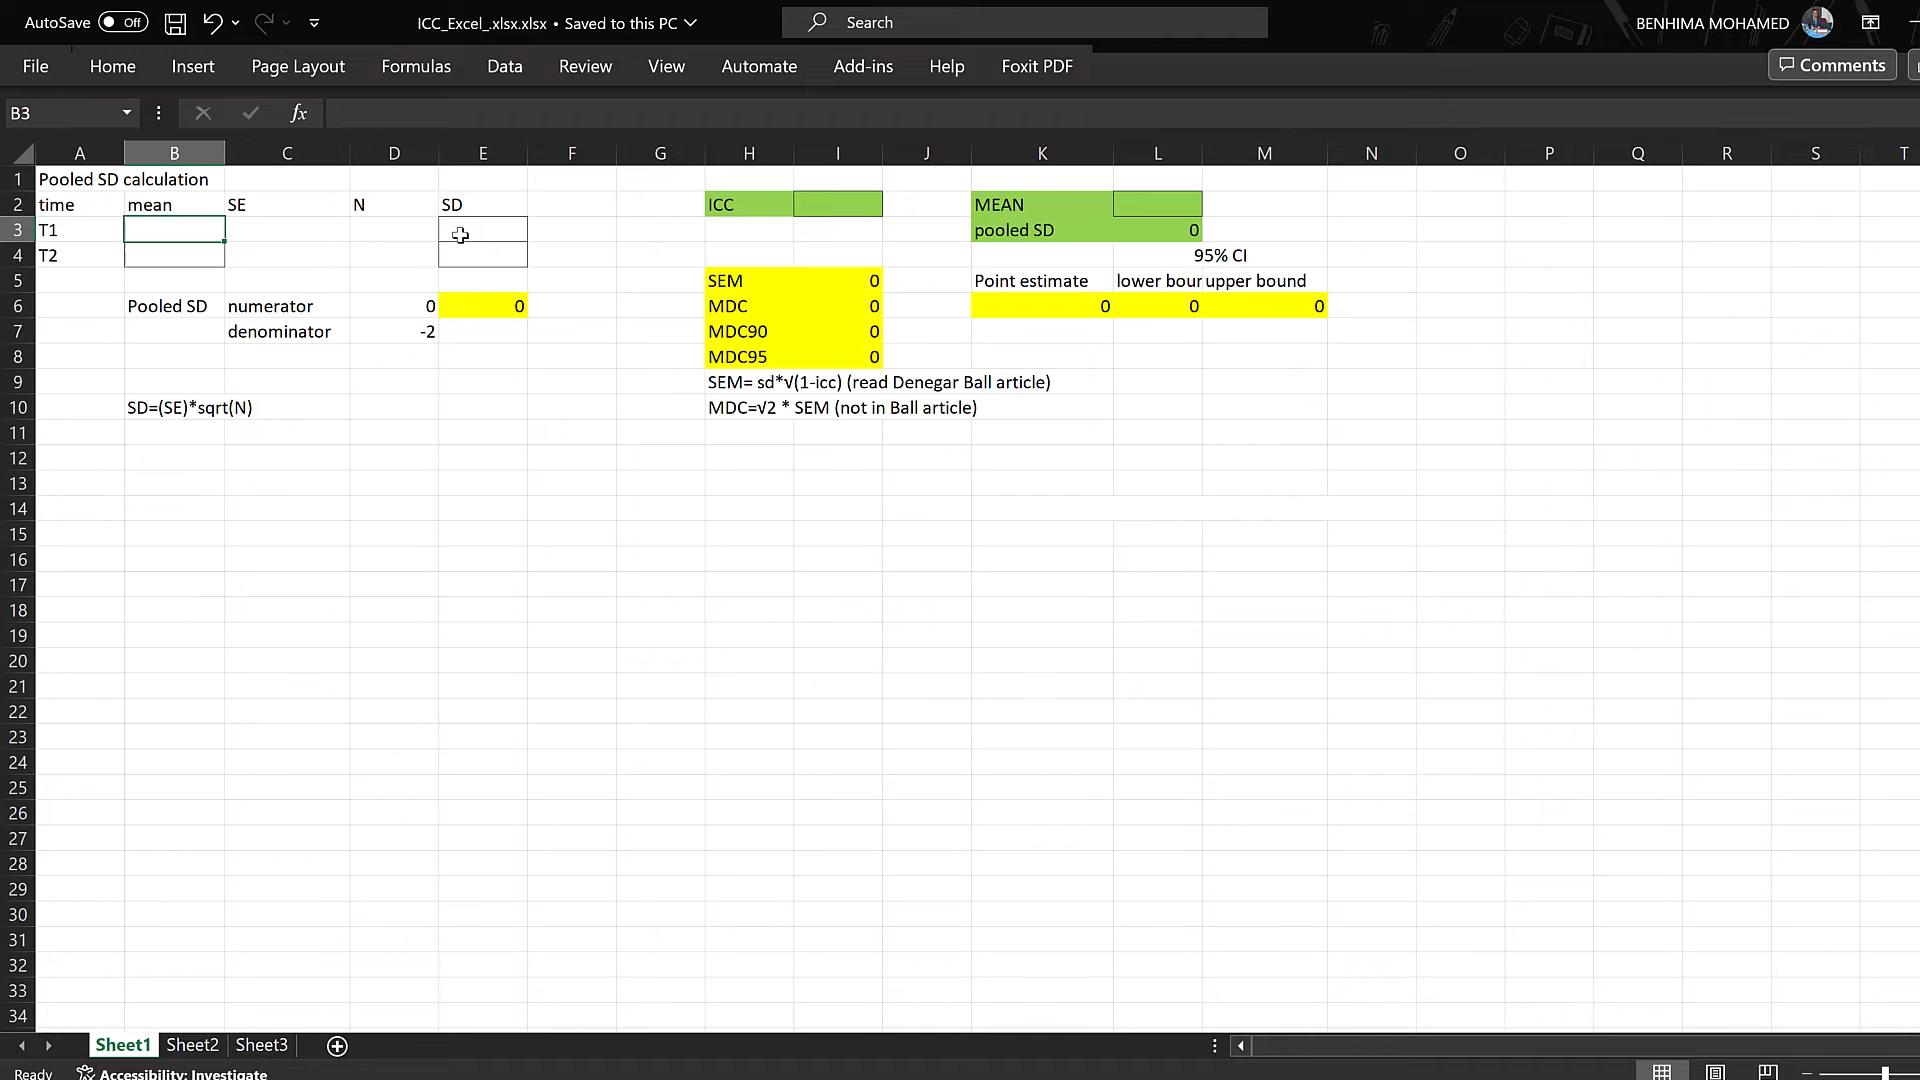 AutoSave Off ICC_Excel_.xlsx.xlsx • Saved to this PC Search BENHIMA MOHAMED
File Home Insert Page Layout Formulas Data Review View Automate Add-ins Help Foxit PDF Comments
B3 fx
A B C D E F G H I J K L M N O P Q R S T
1 Pooled SD calculation
2 time mean SE N SD ICC MEAN
3 T1 pooled SD 0
4 T2 95% CI
5 SEM 0 Point estimate lower bour upper bound
6 Pooled SD numerator 0 0 MDC 0 0 0 0
7 denominator -2 MDC90 0
8 MDC95 0
9 SEM= sd*√(1-icc) (read Denegar Ball article)
10 SD=(SE)*sqrt(N) MDC=√2 * SEM (not in Ball article)
11
12
13
14
15
16
17
18
19
20
21
22
23
24
25
26
27
28
29
30
31
32
33
34
Sheet1 Sheet2 Sheet3
Ready Accessibility: Investigate